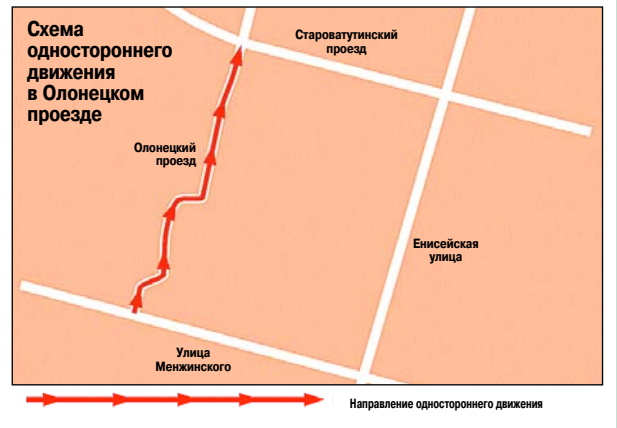 Схема
одностороннего
движения
в Олонецком
проезде
Староватутинский
проезд
Олонецкий
проезд
Енисейская
улица
Улица
Менжинского
Направление одностороннего движения